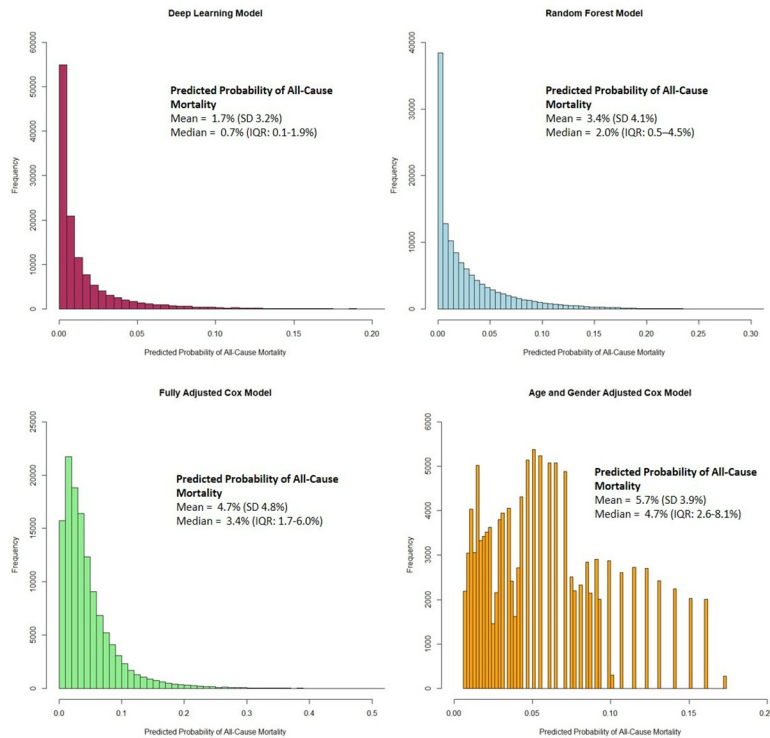 Deep Learning Model
60000
50000
40000
30000
20000
10000
0
Frequency
Predicted Probability of All-Cause
Mortality
Mean = 1.7% (SD 3.2%)
Median = 0.7% (IQR: 0.1-1.9%)
0.00 0.05 0.10 0.15 0.20
Predicted Probability of All-Cause Mortality
Random Forest Model
40000
30000
20000
10000
0
Frequency
Predicted Probability of All-Cause
Mortality
Mean = 3.4% (SD 4.1%)
Median = 2.0% (IQR: 0.5–4.5%)
0.00 0.05 0.10 0.15 0.20 0.25 0.30
Predicted Probability of All-Cause Mortality
Fully Adjusted Cox Model
25000
20000
15000
10000
5000
0
Frequency
Predicted Probability of All-Cause
Mortality
Mean = 4.7% (SD 4.8%)
Median = 3.4% (IQR: 1.7-6.0%)
0.0 0.1 0.2 0.3 0.4 0.5
Predicted Probability of All-Cause Mortality
Age and Gender Adjusted Cox Model
6000
5000
4000
3000
2000
1000
0
Frequency
Predicted Probability of All-Cause
Mortality
Mean = 5.7% (SD 3.9%)
Median = 4.7% (IQR: 2.6-8.1%)
0.00 0.05 0.10 0.15 0.20
Predicted Probability of All-Cause Mortality